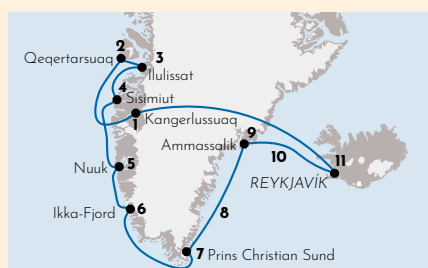 2
3
Qeqertarsuaq
Ilulissat
4
Sisimiut
1
Kangerlussuaq
9
Ammassalik
10
11
Nuuk
5
REYKJAVÍK
Ikka-Fjord
6
8
7
Prins Christian Sund